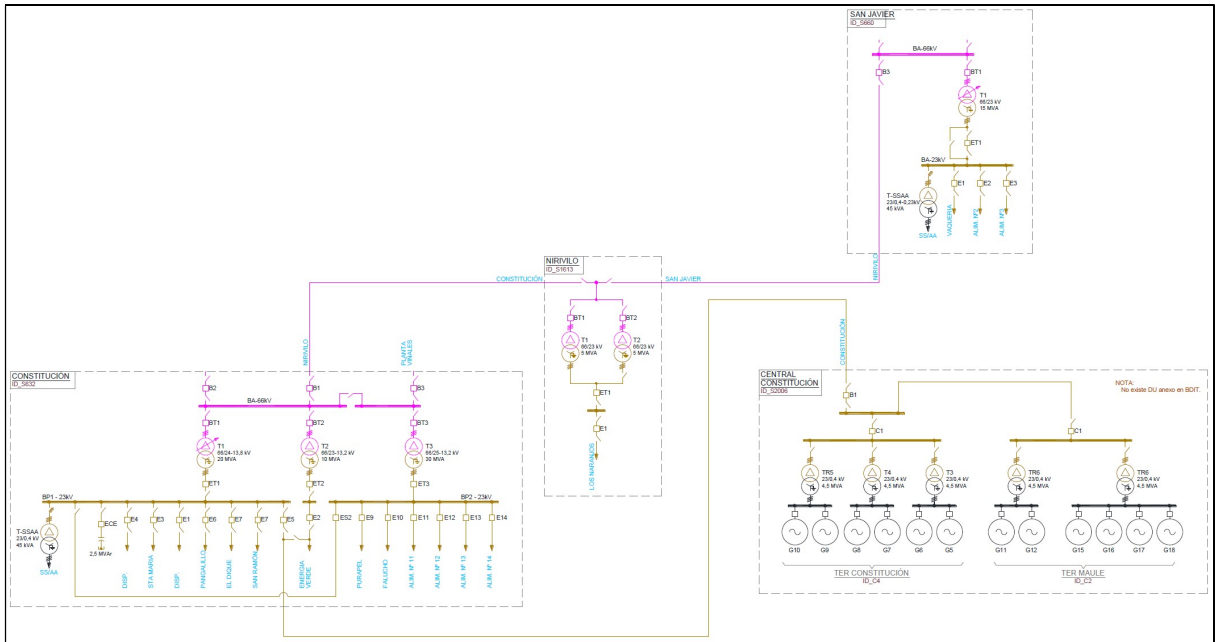 SAN JAVIER
ID_S660
BA-66kV
B3
BT1
T1
66/23 kV
15 MVA
ET1
BA-23kV
T-SSAA
23/0,4-0,23kV
45 kVA
E1
E2
E3
SS/AA
VAQUERIA
ALIM. Nº2
ALIM. Nº3
NIRIVILO
NIRIVILO
ID_S1613
CONSTITUCIÓN
SAN JAVIER
BT1
BT2
T1
66/23 kV
5 MVA
T2
66/23 kV
5 MVA
ET1
E1
LOS NARANJOS
CONSTITUCIÓN
ID_S632
NIRIVILO
PLANTA
VIÑALES
B2
B1
B3
BA-66kV
BT1
BT2
BT3
T1
66/24-13,8 kV
20 MVA
T2
66/23-13,2 kV
10 MVA
T3
66/25-13,2 kV
30 MVA
ET1
ET2
ET3
BP1 - 23kV
BP2 - 23kV
T-SSAA
23/0,4 kV
45 kVA
SS/AA
ECE
2,5 MVAr
E4
E3
E1
E6
E7
E7
E5
E2
ES2
E9
E10
E11
E12
E13
E14
DISP.
STA MARIA
DISP.
PANGALILLO
EL DIQUE
SAN RAMÓN
ENERGIA
VERDE
PURAPEL
FALUCHO
ALIM. Nº 11
ALIM. Nº 12
ALIM. Nº 13
ALIM. Nº 14
CONSTITUCIÓN
CENTRAL
CONSTITUCIÓN
ID_S2006
NOTA:
No existe DU anexo en BDIT.
B1
C1
C1
TR5
23/0,4 kV
4,5 MVA
T4
23/0,4 kV
4,5 MVA
T3
23/0,4 kV
4,5 MVA
TR6
23/0,4 kV
4,5 MVA
TR6
23/0,4 kV
4,5 MVA
G10
G9
G8
G7
G6
G5
G11
G12
G15
G16
G17
G18
TER CONSTITUCIÓN
ID_C4
TER MAULE
ID_C2